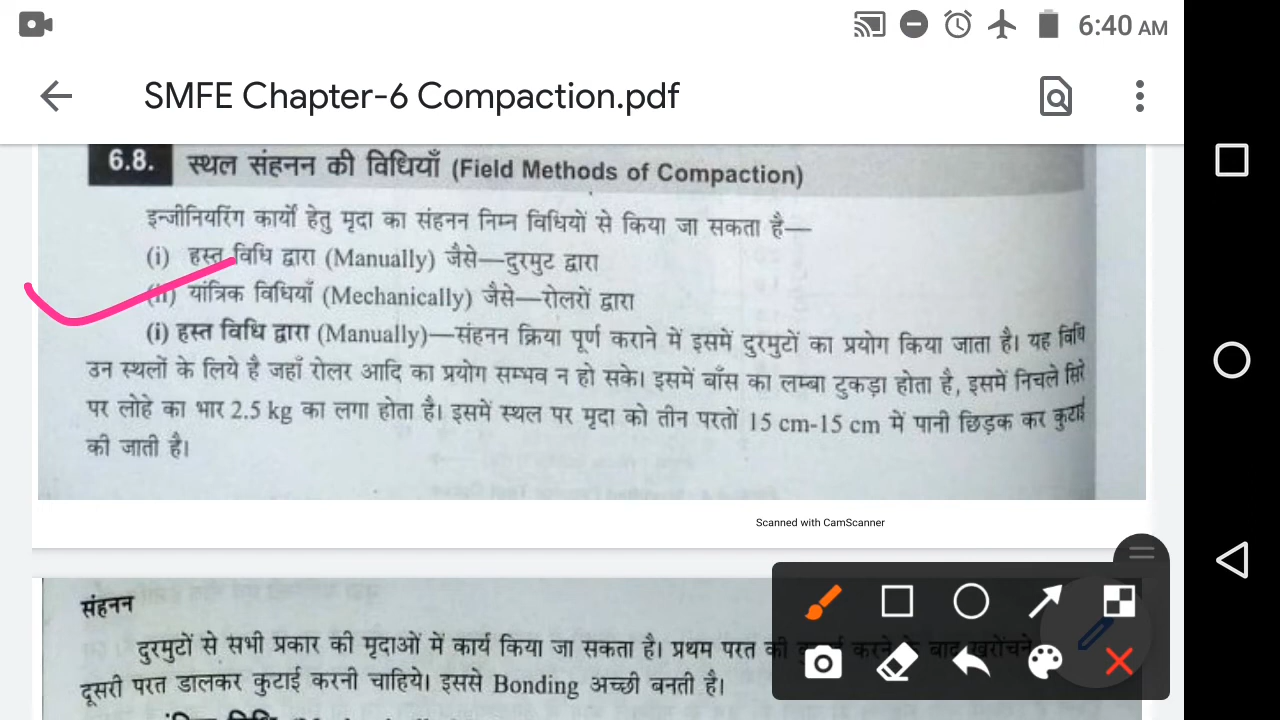 6:40 AM
SMFE Chapter-6 Compaction.pdf
6.8. स्थल संहनन की विधियाँ (Field Methods of Compaction)
इन्जीनियरिंग कार्यों हेतु मृदा का संहनन निम्न विधियों से किया जा सकता है—
(i) हस्त विधि द्वारा (Manually) जैसे—दुरमुट द्वारा
(ii) यांत्रिक विधियाँ (Mechanically) जैसे—रोलरों द्वारा
(i) हस्त विधि द्वारा (Manually)—संहनन क्रिया पूर्ण कराने में इसमें दुरमुटों का प्रयोग किया जाता है। यह विधि
उन स्थलों के लिये है जहाँ रोलर आदि का प्रयोग सम्भव न हो सके। इसमें बाँस का लम्बा टुकड़ा होता है, इसमें निचले सिरे
पर लोहे का भार 2.5 kg का लगा होता है। इसमें स्थल पर मृदा को तीन परतों 15 cm-15 cm में पानी छिड़क कर कुटाई
की जाती है।
Scanned with CamScanner
संहनन
दुरमुटों से सभी प्रकार की मृदाओं में कार्य किया जा सकता है। प्रथम परत की करने के बाद खरोंचने
दूसरी परत डालकर कुटाई करनी चाहिये। इससे Bonding अच्छी बनती है।